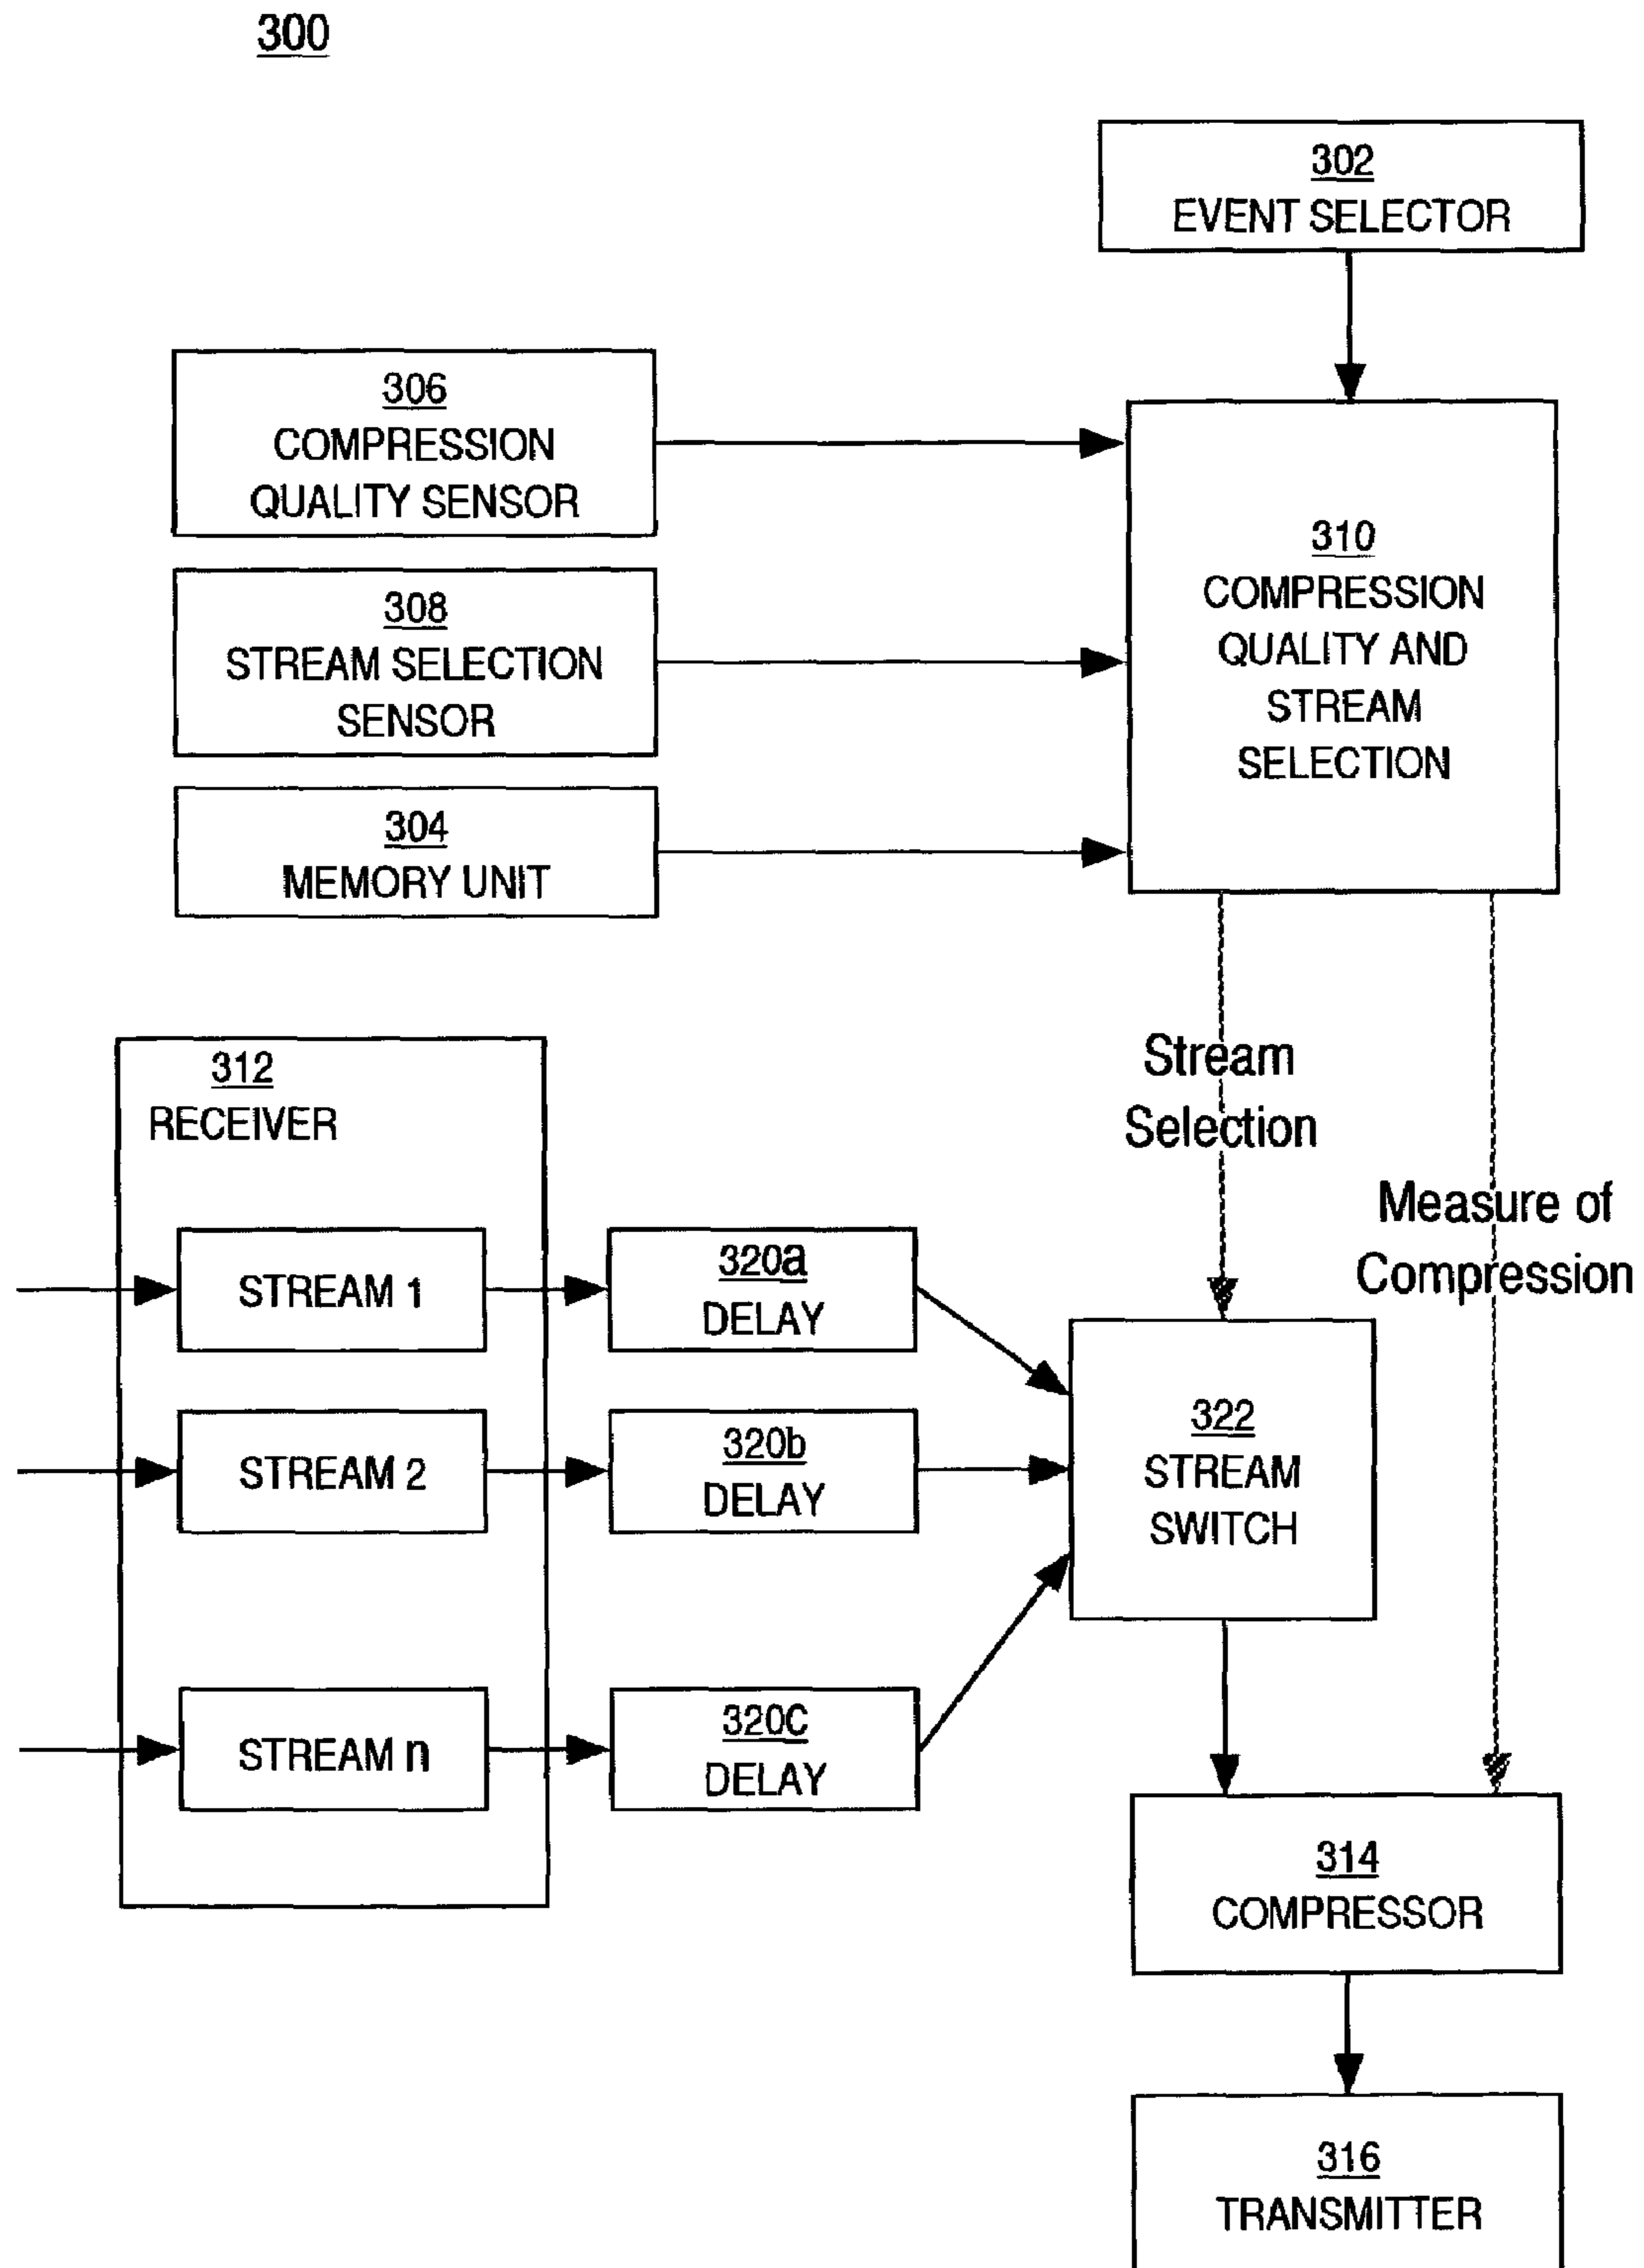 300
302
EVENT SELECTOR
306
COMPRESSION
QUALITY SENSOR
308
STREAM SELECTION
SENSOR
304
MEMORY UNIT
310
COMPRESSION
QUALITY AND
STREAM
SELECTION
Stream
Selection
Measure of
Compression
312
RECEIVER
STREAM 1
STREAM 2
STREAM n
320a
DELAY
320b
DELAY
320c
DELAY
322
STREAM
SWITCH
314
COMPRESSOR
316
TRANSMITTER